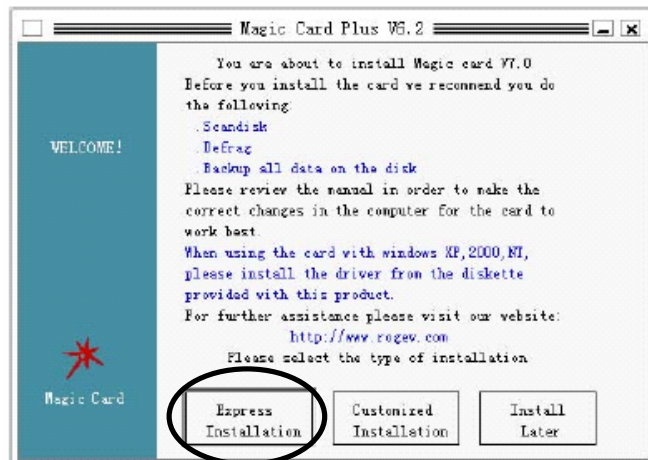 Magic Card Plus V6.2
You are about to install Magic card V7.0
Before you install the card we recommend you do
the following:
.Scandisk
.Defrag
.Backup all data on the disk
Please review the manual in order to make the
correct changes in the computer for the card to
work best.
When using the card with windows XP,2000,NT,
please install the driver from the diskette
provided with this product.
For further assistance please visit our website:
http://www.rogev.com
Please select the type of installation
WELCOME!
Magic Card
Express
Installation
Customized
Installation
Install
Later